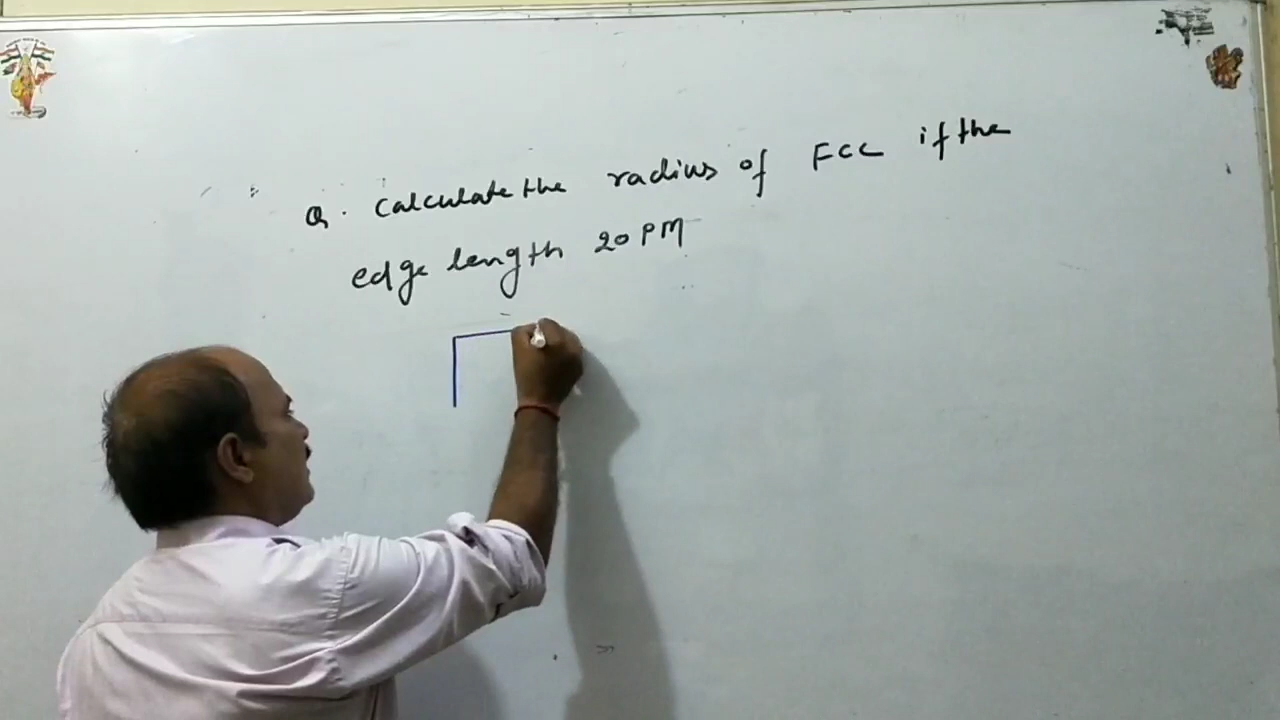 Q. Calculate the radius of FCC if the
edge length 20 PM